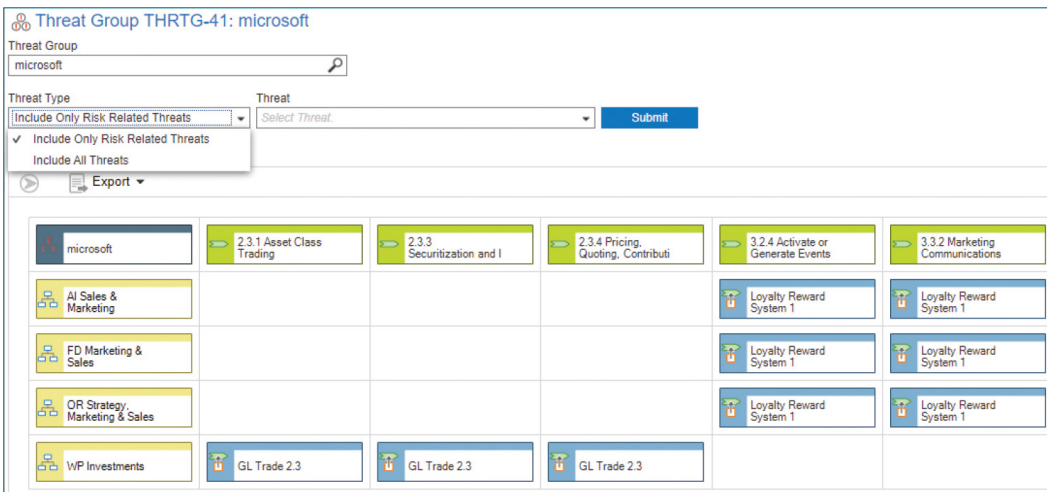 Threat Group THRTG-41: microsoft
Threat Group
microsoft
Threat Type
Threat
Include Only Risk Related Threats
Select Threat.
Submit
Include Only Risk Related Threats
Include All Threats
Export
microsoft
2.3.1 Asset Class
Trading
2.3.3
Securitization and I
2.3.4 Pricing,
Quoting, Contributi
3.2.4 Activate or
Generate Events
3.3.2 Marketing
Communications
AI Sales &
Marketing
Loyalty Reward
System 1
Loyalty Reward
System 1
FD Marketing &
Sales
Loyalty Reward
System 1
Loyalty Reward
System 1
OR Strategy,
Marketing & Sales
Loyalty Reward
System 1
Loyalty Reward
System 1
WP Investments
GL Trade 2.3
GL Trade 2.3
GL Trade 2.3